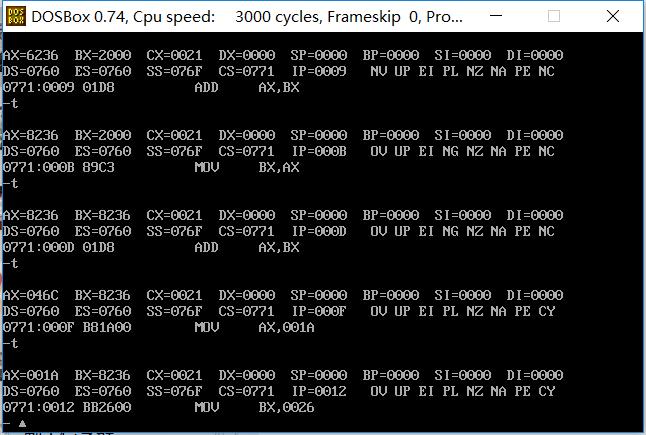 DOSBox 0.74, Cpu speed:    3000 cycles, Frameskip  0, Pro...
AX=6236  BX=2000  CX=0021  DX=0000  SP=0000  BP=0000  SI=0000  DI=0000
DS=0760  ES=0760  SS=076F  CS=0771  IP=0009   NV UP EI PL NZ NA PE NC
0771:0009 01D8          ADD     AX,BX
-t
AX=8236  BX=2000  CX=0021  DX=0000  SP=0000  BP=0000  SI=0000  DI=0000
DS=0760  ES=0760  SS=076F  CS=0771  IP=000B   OV UP EI NG NZ NA PE NC
0771:000B 89C3          MOV     BX,AX
-t
AX=8236  BX=8236  CX=0021  DX=0000  SP=0000  BP=0000  SI=0000  DI=0000
DS=0760  ES=0760  SS=076F  CS=0771  IP=000D   OV UP EI NG NZ NA PE NC
0771:000D 01D8          ADD     AX,BX
-t
AX=046C  BX=8236  CX=0021  DX=0000  SP=0000  BP=0000  SI=0000  DI=0000
DS=0760  ES=0760  SS=076F  CS=0771  IP=000F   OV UP EI PL NZ NA PE CY
0771:000F B81A00        MOV     AX,001A
-t
AX=001A  BX=8236  CX=0021  DX=0000  SP=0000  BP=0000  SI=0000  DI=0000
DS=0760  ES=0760  SS=076F  CS=0771  IP=0012   OV UP EI PL NZ NA PE CY
0771:0012 BB2600        MOV     BX,0026
-